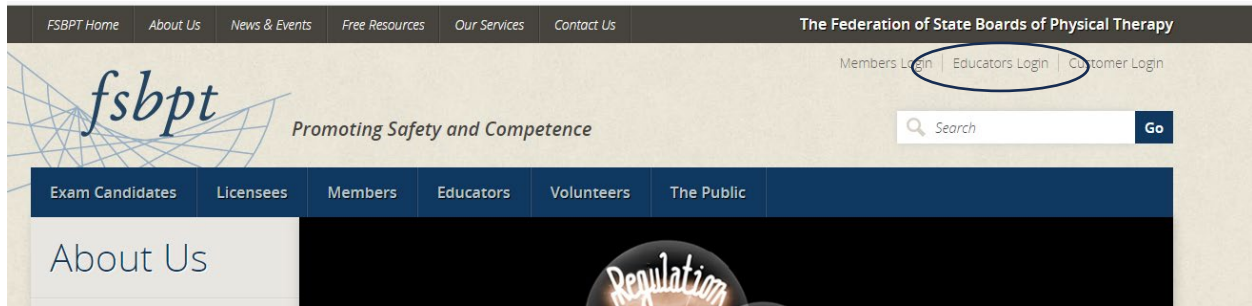 FSBPT Home About Us News & Events Free Resources Our Services Contact Us The Federation of State Boards of Physical Therapy
Members Login Educators Login Customer Login
fsbpt
Promoting Safety and Competence
Search Go
Exam Candidates Licensees Members Educators Volunteers The Public
About Us
Regulation